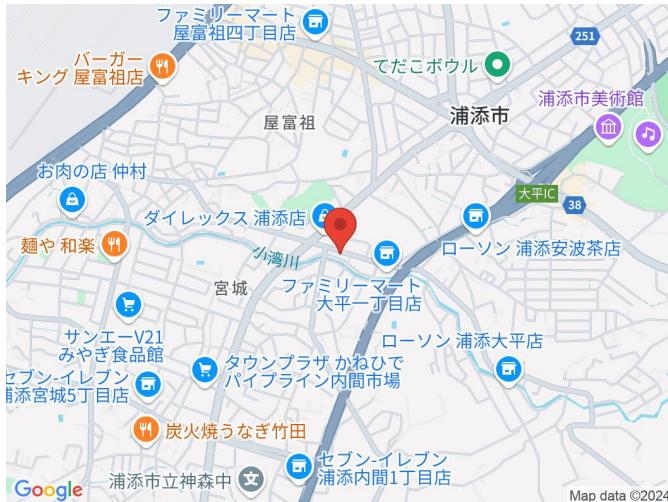 ファミリーマート
屋富祖四丁目店
251
バーガー
キング 屋富祖店
てだこボウル
浦添市美術館
浦添市
屋富祖
お肉の店 仲村
大平IC
38
ダイレックス 浦添店
ローソン 浦添安波茶店
麺や 和楽
小湾川
宮城
ファミリーマート
大平一丁目店
サンエーV21
みやぎ食品館
ローソン 浦添大平店
タウンプラザ かねひで
パイプライン内間市場
セブン-イレブン
浦添宮城5丁目店
炭火焼うなぎ竹田
セブン-イレブン
浦添内間1丁目店
浦添市立神森中
Google
Map data ©2024